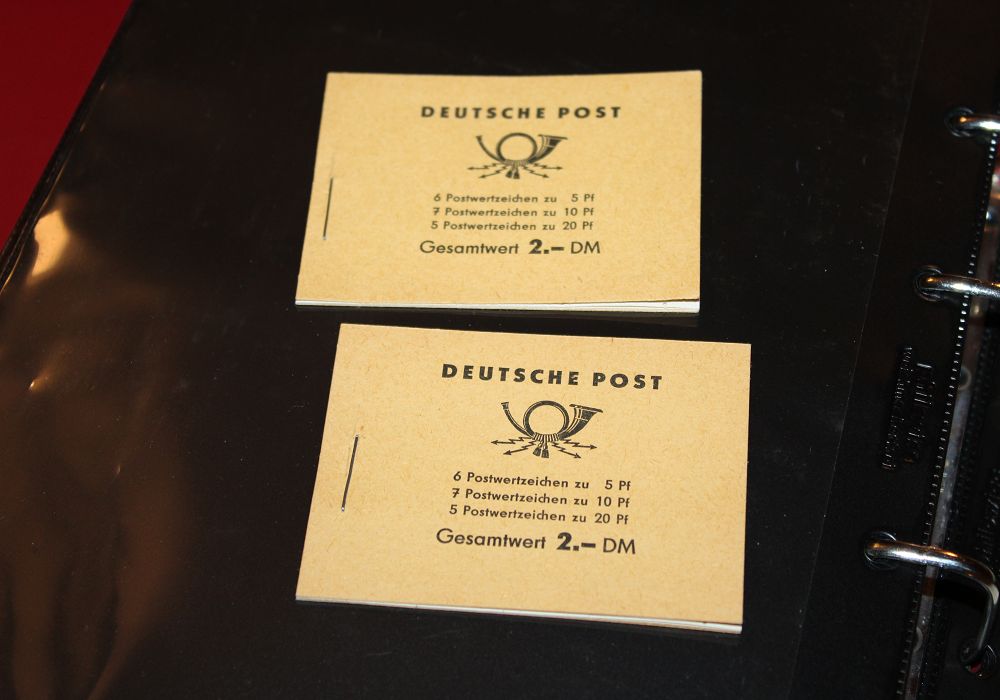 DEUTSCHE POST
6 Postwertzeichen zu 5 Pf
7 Postwertzeichen zu 10 Pf
5 Postwertzeichen zu 20 Pf
Gesamtwert 2.– DM
DEUTSCHE POST
6 Postwertzeichen zu 5 Pf
7 Postwertzeichen zu 10 Pf
5 Postwertzeichen zu 20 Pf
Gesamtwert 2.– DM